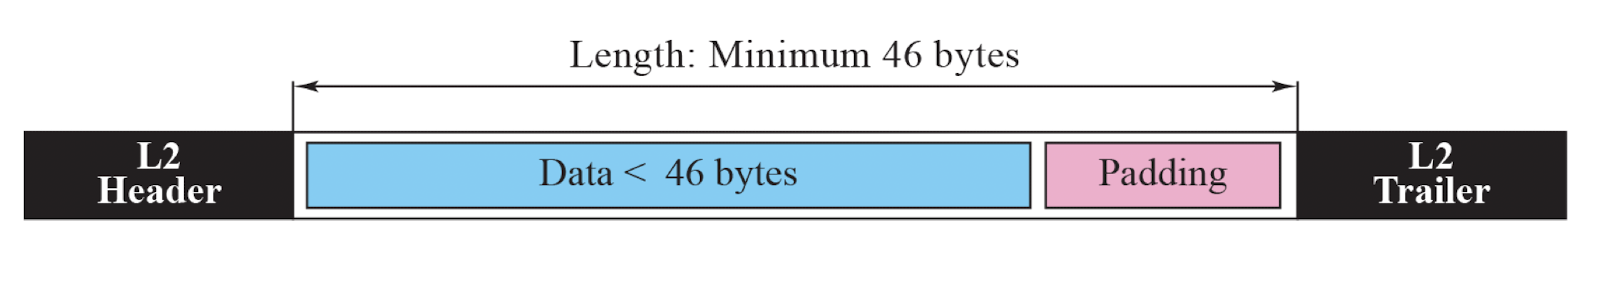 Length: Minimum 46 bytes
L2
Header
Data < 46 bytes
Padding
L2
Trailer